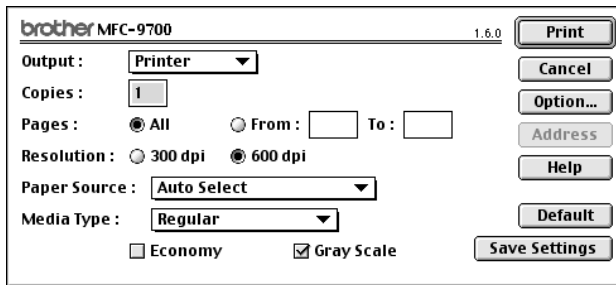 brother MFC-9700 1.6.0 Print
Output : Printer Cancel
Copies : 1 Option...
Pages : All From : To : Address
Resolution : 300 dpi 600 dpi Help
Paper Source : Auto Select
Media Type : Regular Default
Economy Gray Scale Save Settings